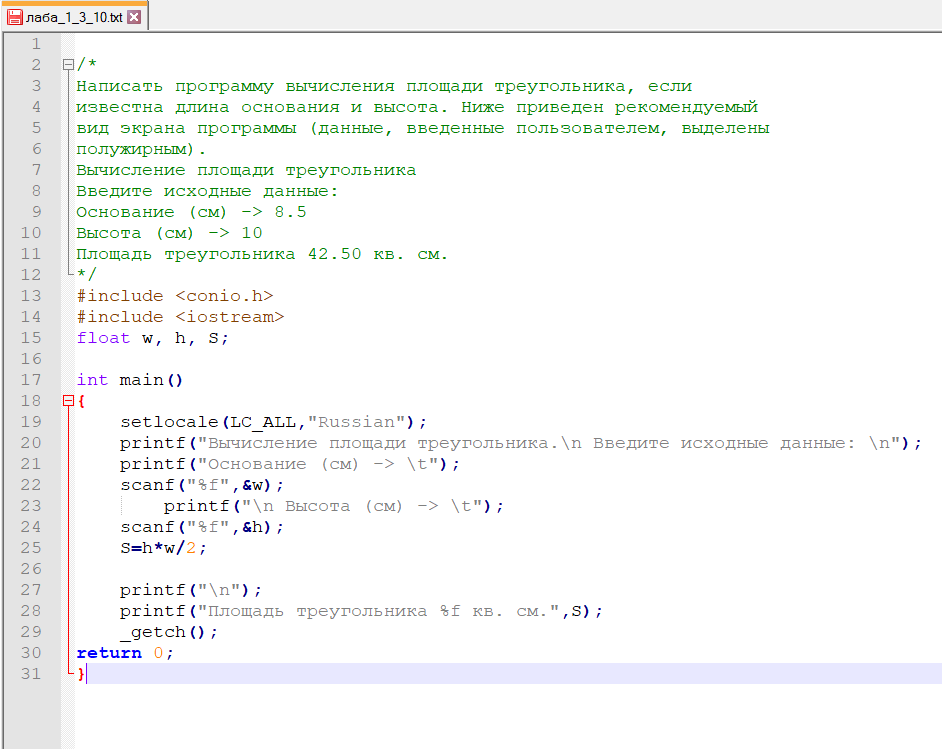 лаба_1_3_10.txt
1
2 /*
3 Написать программу вычисления площади треугольника, если
4 известна длина основания и высота. Ниже приведен рекомендуемый
5 вид экрана программы (данные, введенные пользователем, выделены
6 полужирным).
7 Вычисление площади треугольника
8 Введите исходные данные:
9 Основание (см) -> 8.5
10 Высота (см) -> 10
11 Площадь треугольника 42.50 кв. см.
12 */
13 #include <conio.h>
14 #include <iostream>
15 float w, h, S;
16
17 int main()
18 {
19 setlocale(LC_ALL,"Russian");
20 printf("Вычисление площади треугольника.\n Введите исходные данные: \n");
21 printf("Основание (см) -> \t");
22 scanf("%f",&w);
23 printf("\n Высота (см) -> \t");
24 scanf("%f",&h);
25 S=h*w/2;
26
27 printf("\n");
28 printf("Площадь треугольника %f кв. см.",S);
29 _getch();
30 return 0;
31 }